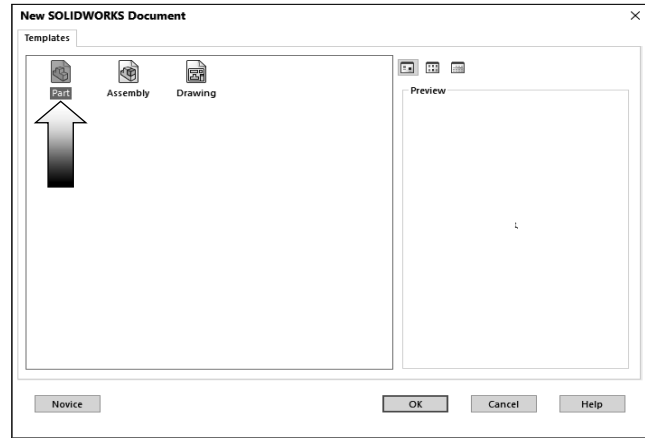 New SOLIDWORKS Document
Templates
Part Assembly Drawing
Preview
Novice OK Cancel Help